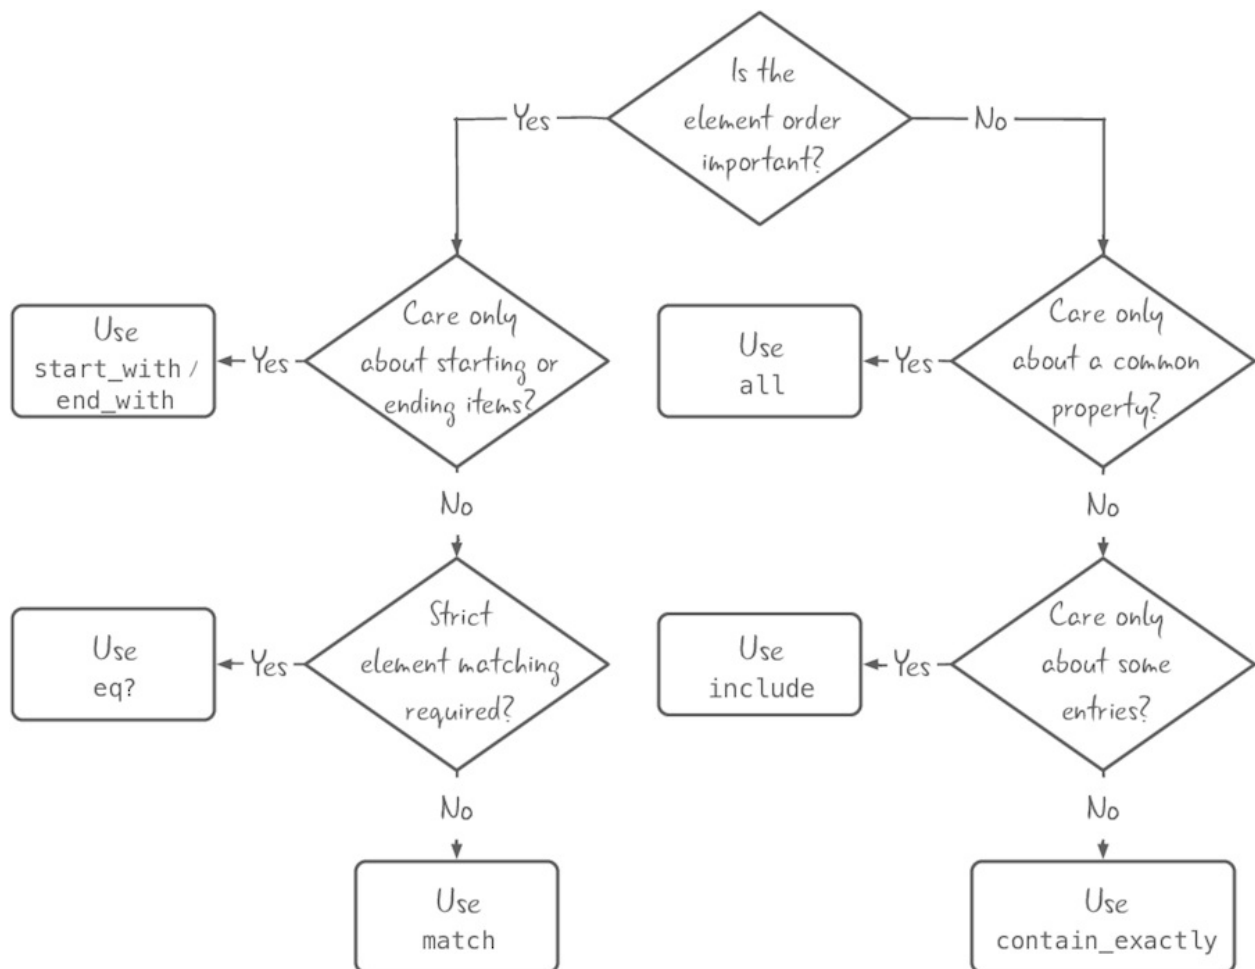 Is the
element order
important?
Yes
No
Care only
about starting or
ending items?
Yes
Use
start_with /
end_with
No
Strict
element matching
required?
Yes
Use
eq?
No
Use
match
Care only
about a common
property?
Yes
Use
all
No
Care only
about some
entries?
Yes
Use
include
No
Use
contain_exactly